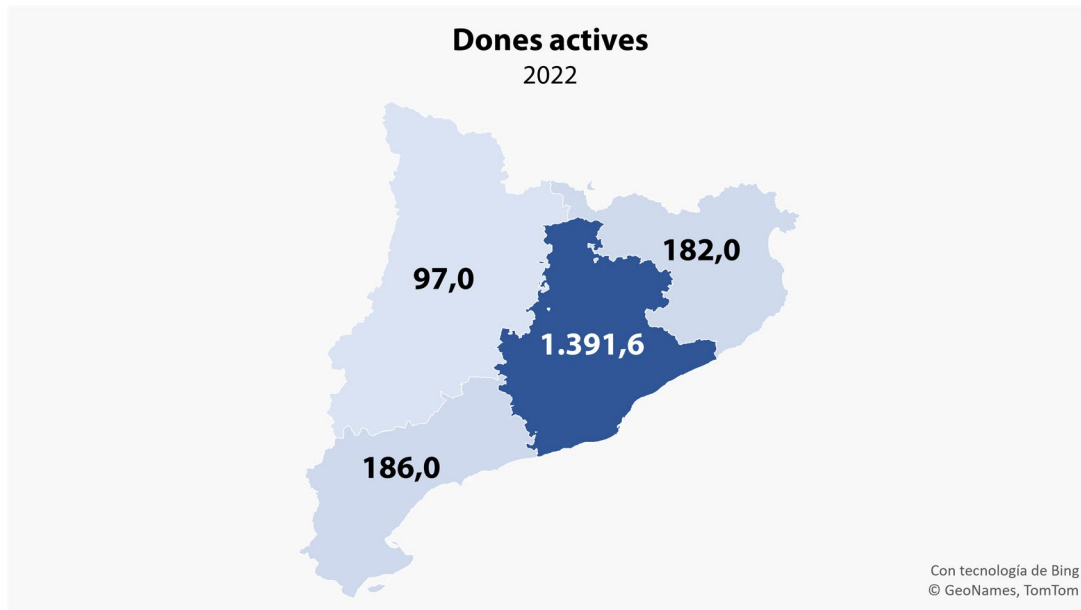 Dones actives
2022
182,0
97,0
1.391,6
186,0
Con tecnología de Bing
© GeoNames, TomTom